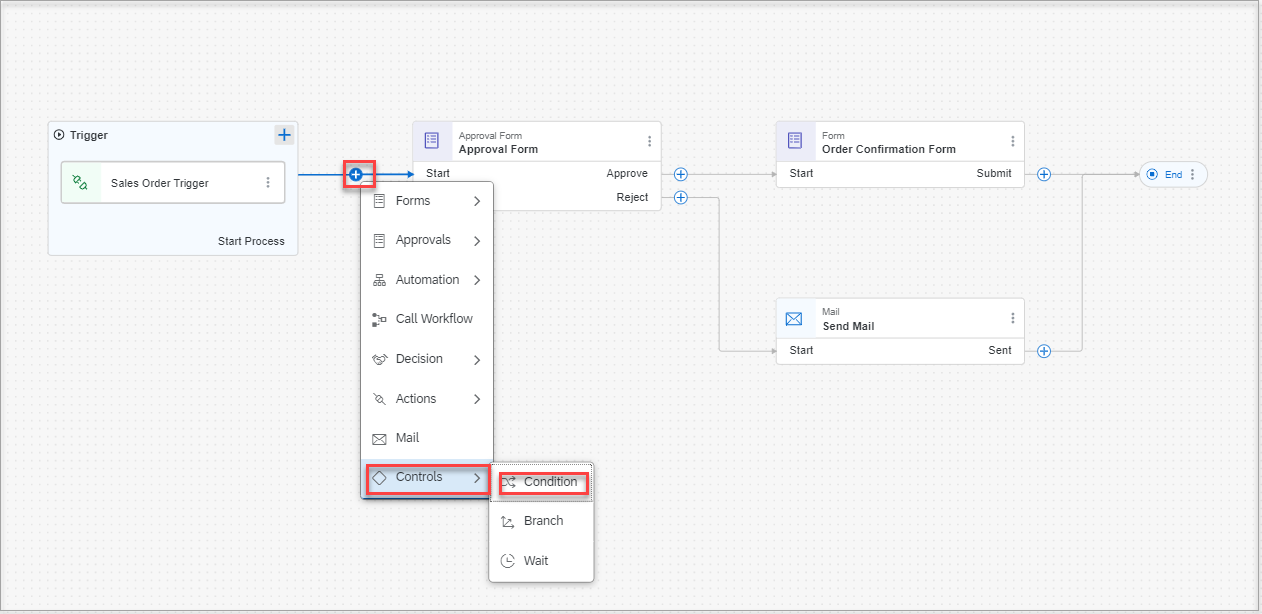 Trigger
Sales Order Trigger
Start Process
Approval Form
Approval Form
Start
Approve
Reject
Form
Order Confirmation Form
Start
Submit
End
Mail
Send Mail
Start
Sent
Forms
Approvals
Automation
Call Workflow
Decision
Actions
Mail
Controls
Condition
Branch
Wait